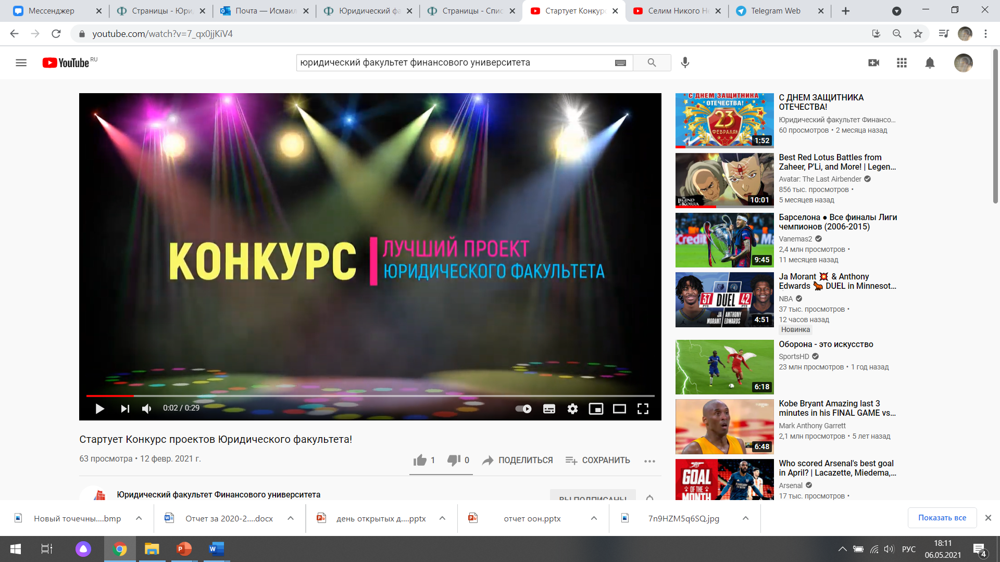 Мессенджер
Страницы - Юри
Почта — Исмаил
Юридический фа
Страницы - Спис
Стартует Конкур
Селим Никого Не
Telegram Web
youtube.com/watch?v=7_qx0jjKiV4
YouTube RU
юридический факультет финансового университета
КОНКУРС
ЛУЧШИЙ ПРОЕКТ
ЮРИДИЧЕСКОГО ФАКУЛЬТЕТА
0:02 / 0:29
Стартует Конкурс проектов Юридического факультета!
63 просмотра • 12 февр. 2021 г.
1
0
ПОДЕЛИТЬСЯ
СОХРАНИТЬ
Юридический факультет Финансового университета
ВЫ ПОДПИСАНЫ
С ДНЕМ ЗАЩИТНИКА
ОТЕЧЕСТВА!
23
ФЕВРАЛЯ!
1:52
С ДНЕМ ЗАЩИТНИКА
ОТЕЧЕСТВА!
Юридический факультет Финансо...
60 просмотров • 2 месяца назад
LEGEND
KORRA
10:01
Best Red Lotus Battles from
Zaheer, P'Li, and More! | Legen...
Avatar: The Last Airbender
856 тыс. просмотров •
5 месяцев назад
Credit
9:45
Барселона ● Все финалы Лиги
чемпионов (2006-2015)
Vanemas2
2,4 млн просмотров •
11 месяцев назад
37 PTS DUEL 42 PTS
JA MORANT
ANTHONY EDWARDS
4:51
Ja Morant 💥 & Anthony
Edwards 🐜 DUEL in Minnesot...
NBA
37 тыс. просмотров •
12 часов назад
Новинка
6:18
Оборона - это искусство
SportsHD
23 млн просмотров • 1 год назад
6:48
Kobe Bryant Amazing last 3
minutes in his FINAL GAME vs...
Mark Anthony Garrett
2,1 млн просмотров • 5 лет назад
GOAL
OF THE
MONTH
Who scored Arsenal's best goal
in April? | Lacazette, Miedema,...
Arsenal
17 тыс. просмотров •
Новый точечны....bmp
Отчет за 2020-2....docx
день открытых д....pptx
отчет оон.pptx
7n9HZM5q6SQ.jpg
Показать все
РУС
18:11
06.05.2021
4